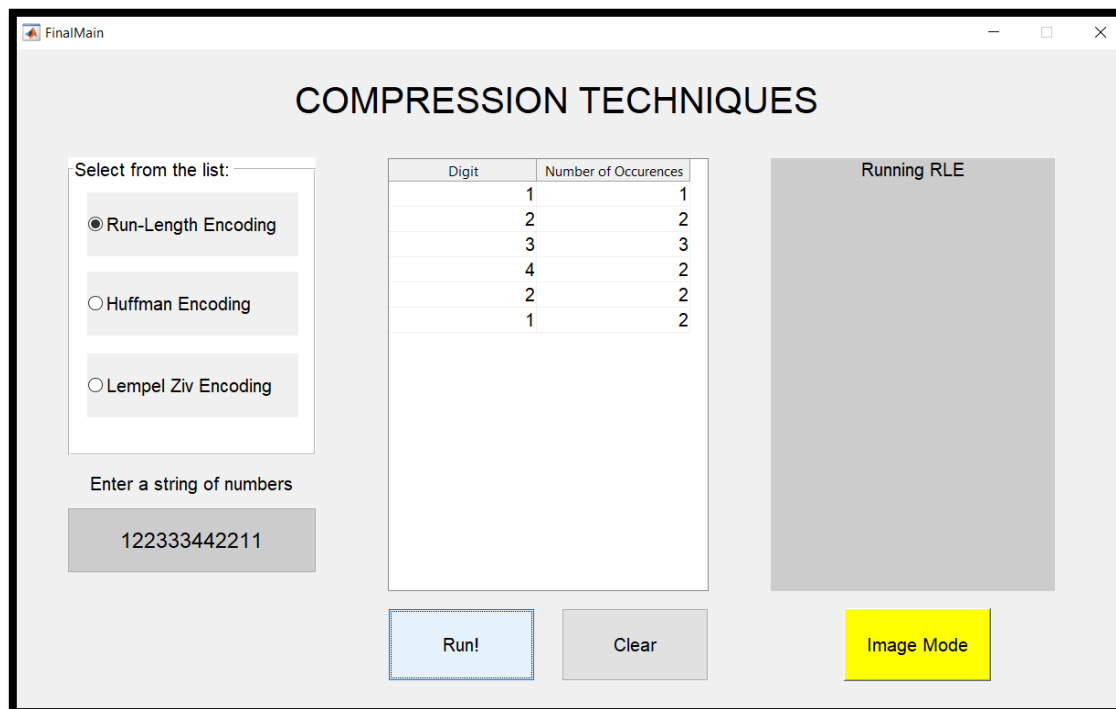 FinalMain
COMPRESSION TECHNIQUES
Select from the list:
Run-Length Encoding
Huffman Encoding
Lempel Ziv Encoding
Enter a string of numbers
122333442211
Digit Number of Occurences
1 1
2 2
3 3
4 2
2 2
1 2
Run!
Clear
Running RLE
Image Mode